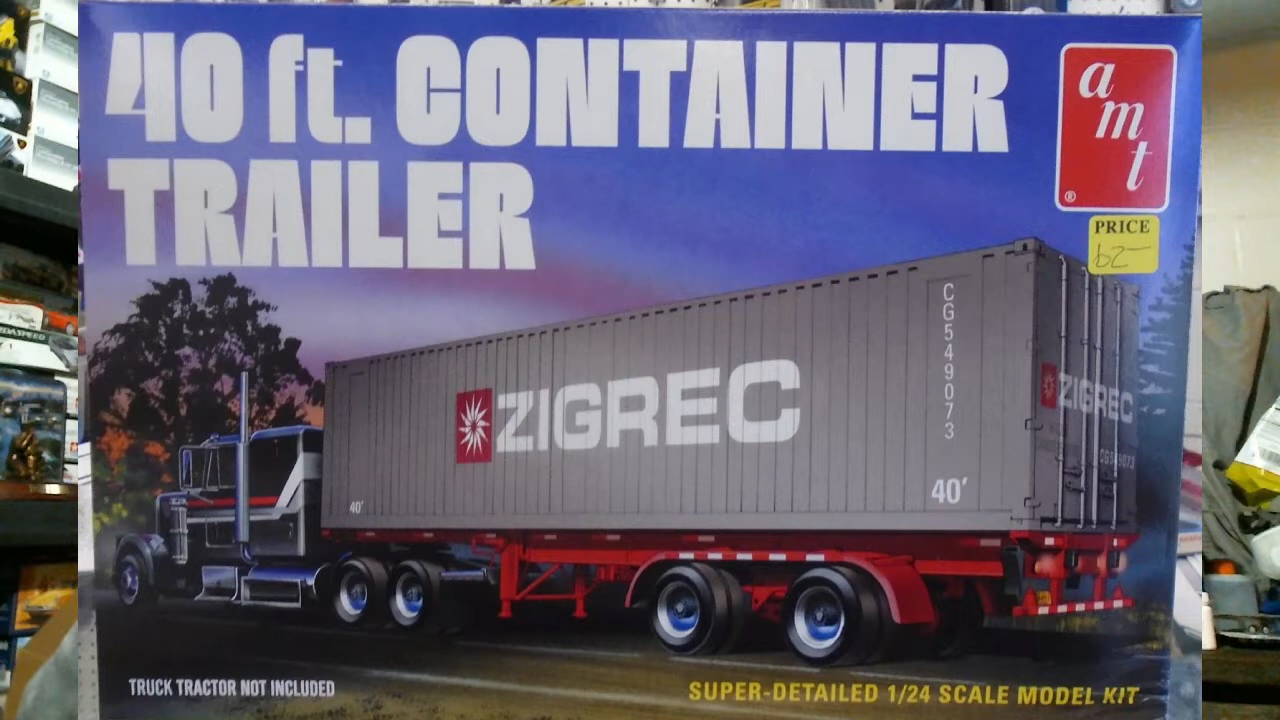 40 ft. CONTAINER
TRAILER
amt
®
PRICE
62-
CG549073
ZIGREC
ZIGREC
40'
40'
TRUCK TRACTOR NOT INCLUDED
SUPER-DETAILED 1/24 SCALE MODEL KIT